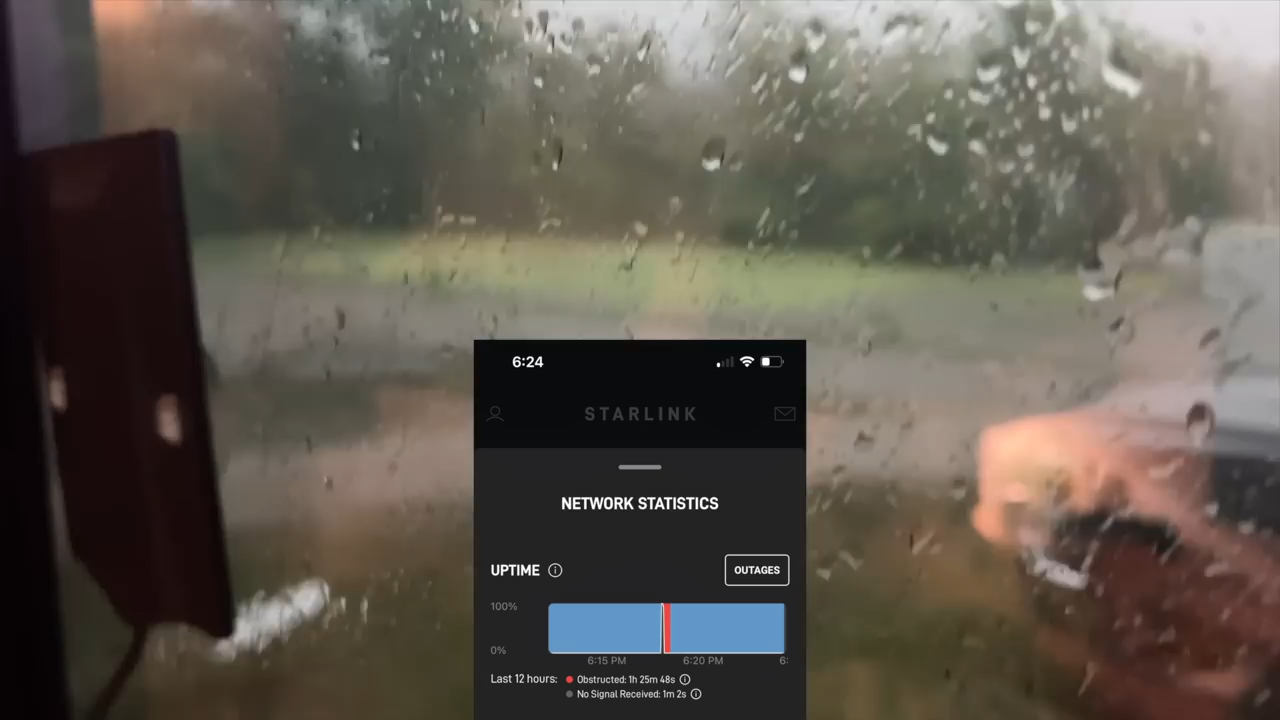 6:24
STARLINK
NETWORK STATISTICS
UPTIME
OUTAGES
100%
0%
6:15 PM 6:20 PM 6:
Last 12 hours: Obstructed: 1h 25m 48s
No Signal Received: 1m 2s